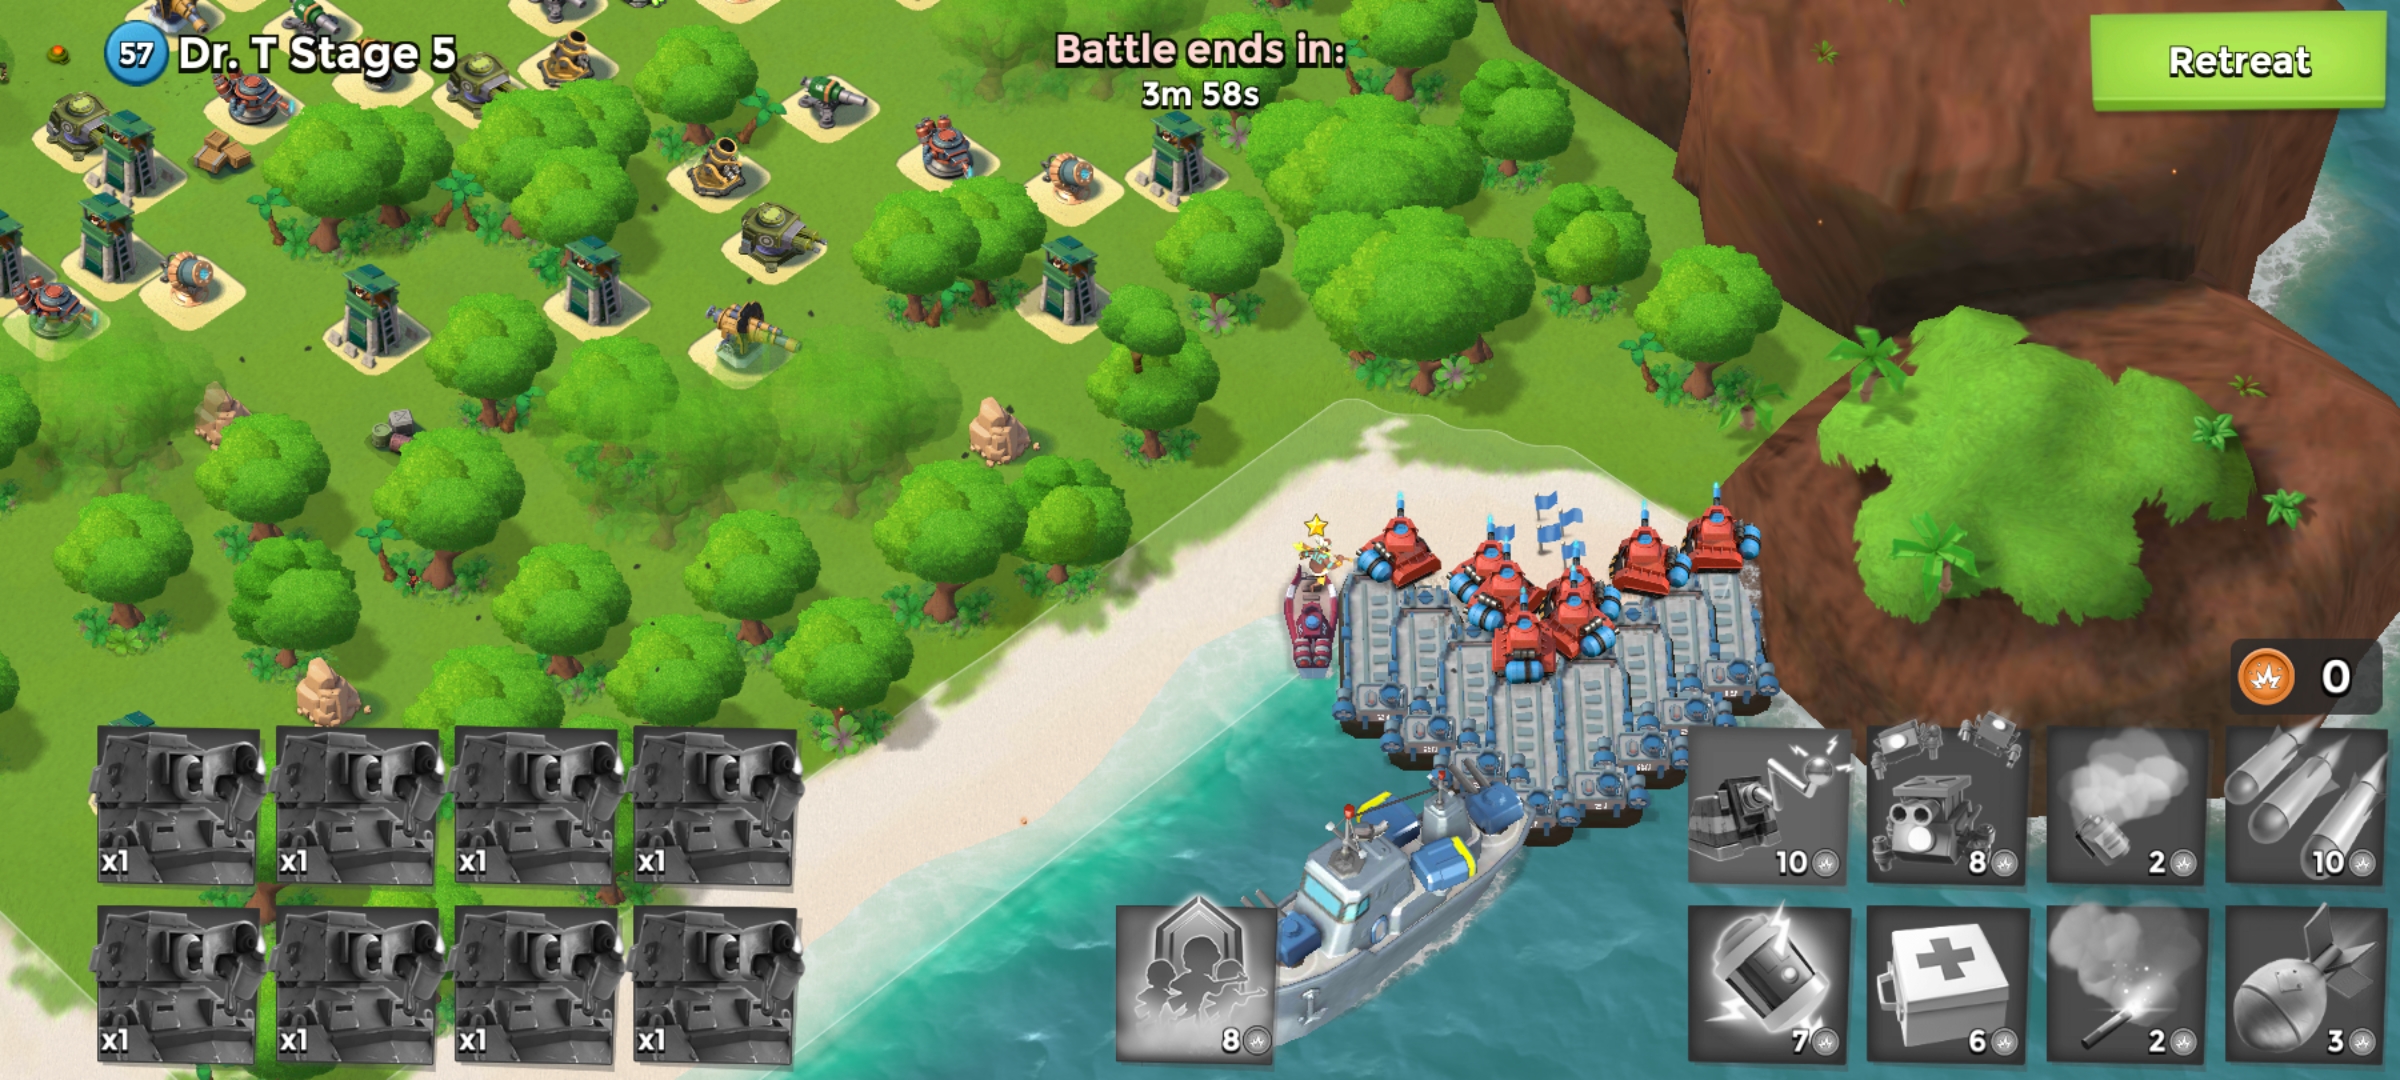 57 Dr. T Stage 5
Battle ends in:
3m 58s
Retreat
0
x1 x1 x1 x1
10 8 2 10
x1 x1 x1 x1
8
7 6 2 3